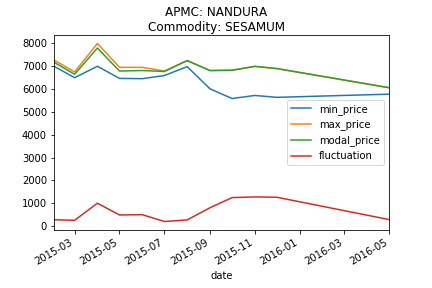 APMC: NANDURA
Commodity: SESAMUM
8000
7000
6000
5000
4000
3000
2000
1000
0
min_price
max_price
modal_price
fluctuation
2015-03
2015-05
2015-07
2015-09
2015-11
2016-01
2016-03
2016-05
date